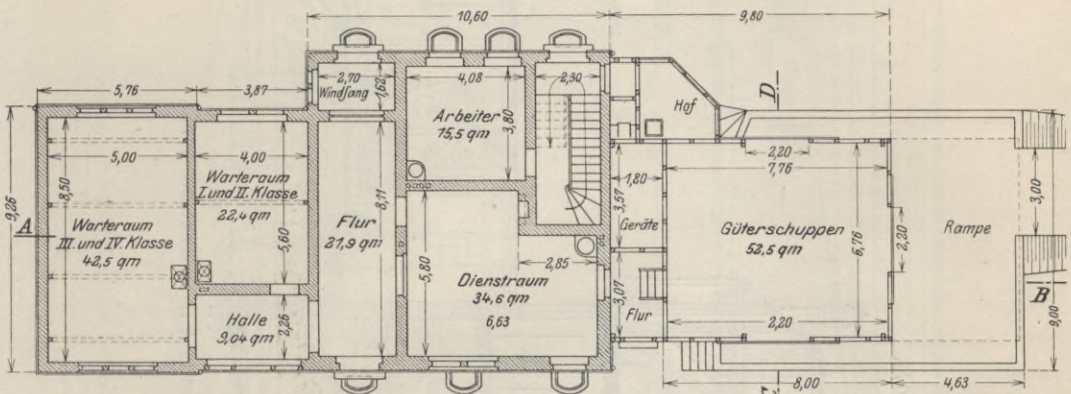 10,60
9,80
5,76
3,87
2,70
Windfang
1,62
4,08
2,30
Arbeiter
15,5 qm
3,80
Hof
D
5,00
4,00
8,50
9,26
A
Warteraum
III. und IV. Klasse
42,5 qm
Warteraum
I. und II. Klasse
22,4 qm
5,60
Halle
9,04 qm
2,26
Flur
21,9 qm
8,11
5,80
Dienstraum
34,6 qm
6,63
2,85
1,80
3,57
Geräte
3,07
Flur
2,20
7,76
Güterschuppen
52,5 qm
6,76
2,20
2,20
Rampe
3,00
B
9,00
8,00
4,63